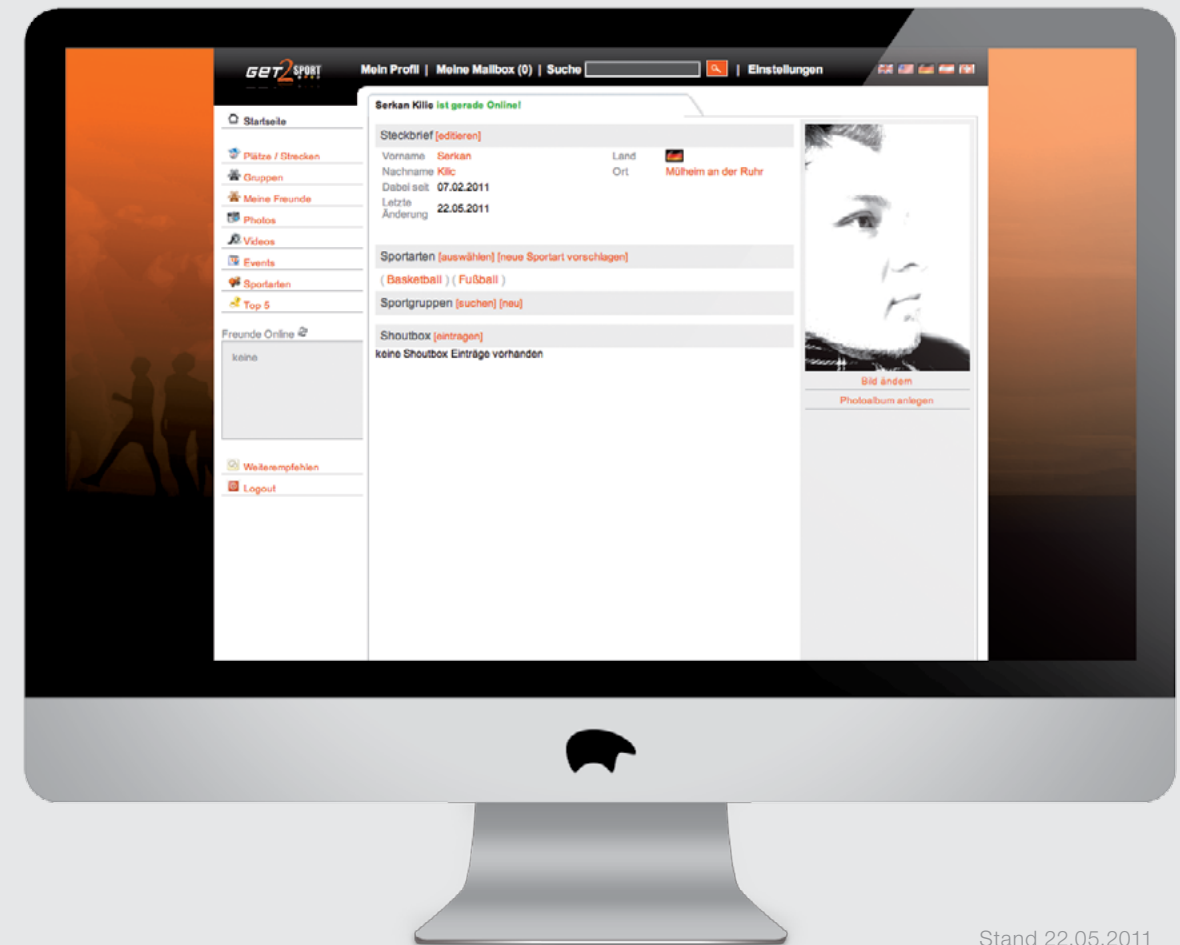 GET2SPORT
Mein Profil | Meine Mailbox (0) | Suche | Einstellungen
Serkan Kilic ist gerade Online!
Startseite
Plätze / Strecken
Gruppen
Meine Freunde
Photos
Videos
Events
Sportarten
Top 5
Freunde Online
keine
Weiterempfehlen
Logout
Steckbrief [editieren]
Vorname Serkan Land
Nachname Kilic Ort Mülheim an der Ruhr
Dabei seit 07.02.2011
Letzte
Änderung 22.05.2011
Sportarten [auswählen] [neue Sportart vorschlagen]
( Basketball ) ( Fußball )
Sportgruppen [suchen] [neu]
Shoutbox [eintragen]
keine Shoutbox Einträge vorhanden
Bild ändern
Photoalbum anlegen
Stand 22.05.2011